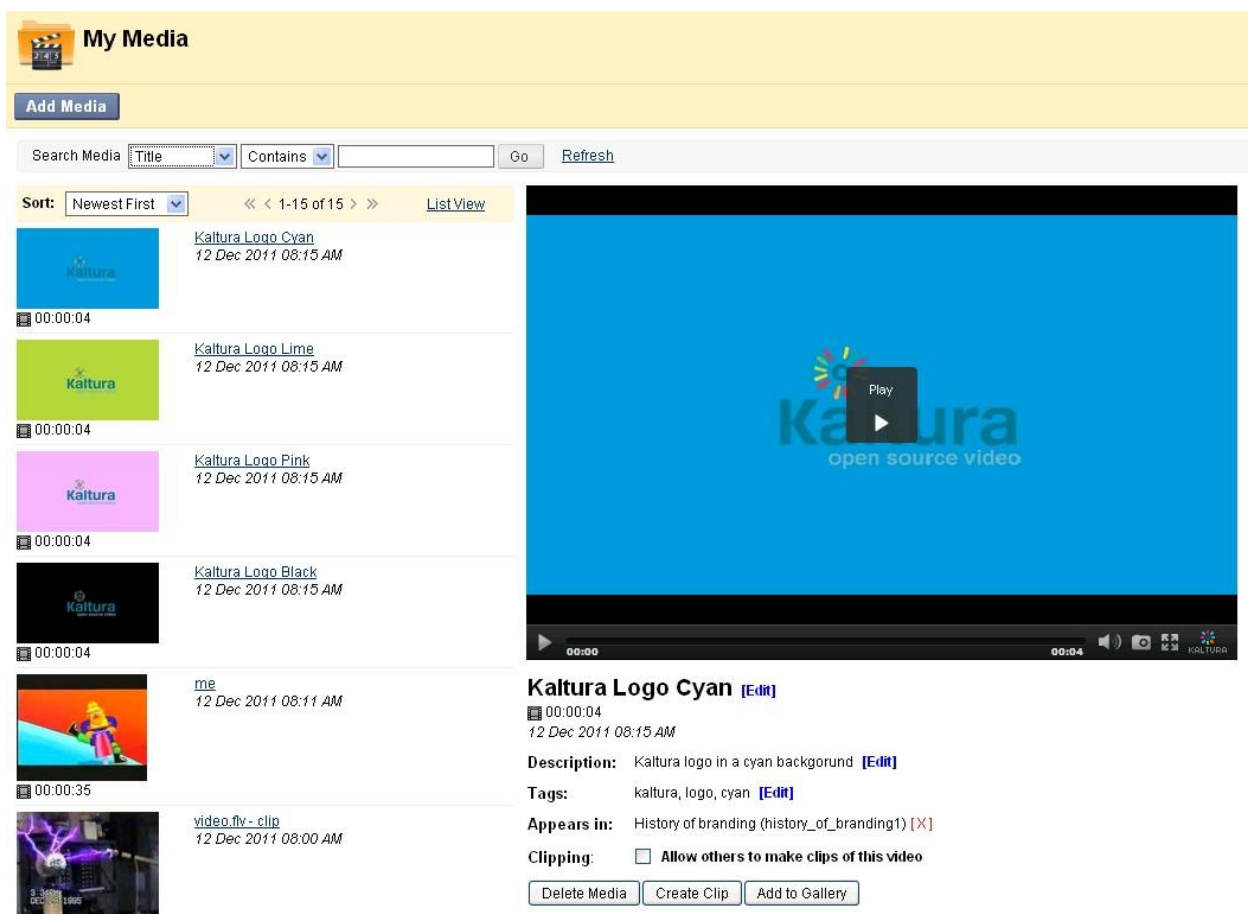 My Media
Add Media
Search Media Title Contains Go Refresh
Sort: Newest First « < 1-15 of 15 > » List View
Kaltura
Kaltura Logo Cyan
12 Dec 2011 08:15 AM
00:00:04
Kaltura
Kaltura Logo Lime
12 Dec 2011 08:15 AM
00:00:04
Kaltura
Kaltura Logo Pink
12 Dec 2011 08:15 AM
00:00:04
Kaltura
Kaltura Logo Black
12 Dec 2011 08:15 AM
00:00:04
me
12 Dec 2011 08:11 AM
00:00:35
video.flv - clip
12 Dec 2011 08:00 AM
Play
Kaltura
open source video
00:00 00:04 KALTURA
Kaltura Logo Cyan [Edit]
00:00:04
12 Dec 2011 08:15 AM
Description: Kaltura logo in a cyan backgorund [Edit]
Tags: kaltura, logo, cyan [Edit]
Appears in: History of branding (history_of_branding1) [X]
Clipping: Allow others to make clips of this video
Delete Media Create Clip Add to Gallery